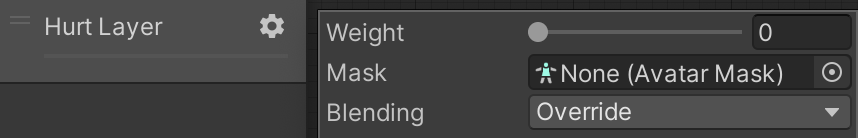 Hurt Layer
Weight 0
Mask None (Avatar Mask)
Blending Override